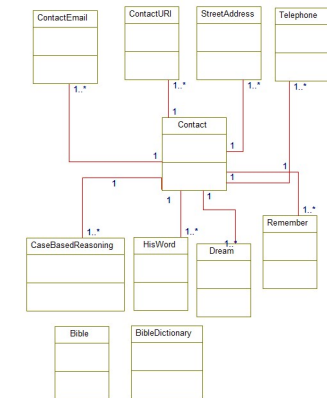 ContactEmail
ContactURI
StreetAddress
Telephone
1..*
1..*
1..*
1..*
1
Contact
1
1
1
1
1
1
1
1..*
1..*
1..*
1..*
CaseBasedReasoning
HisWord
Dream
Remember
Bible
BibleDictionary